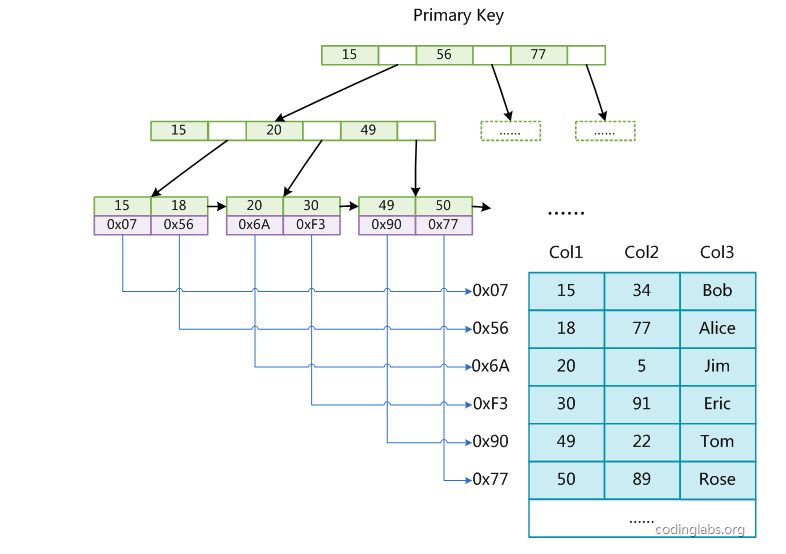 Primary Key
15 56 77
15 20 49 ...... ......
15 18 20 30 49 50
0x07 0x56 0x6A 0xF3 0x90 0x77
......
Col1 Col2 Col3
0x07 15 34 Bob
0x56 18 77 Alice
0x6A 20 5 Jim
0xF3 30 91 Eric
0x90 49 22 Tom
0x77 50 89 Rose
......
codinglabs.org